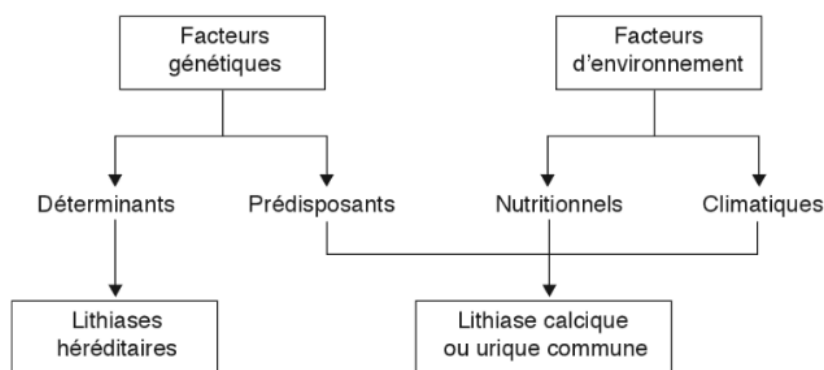 Facteurs
génétiques
Facteurs
d'environnement
Déterminants
Prédisposants
Nutritionnels
Climatiques
Lithiases
héréditaires
Lithiase calcique
ou urique commune